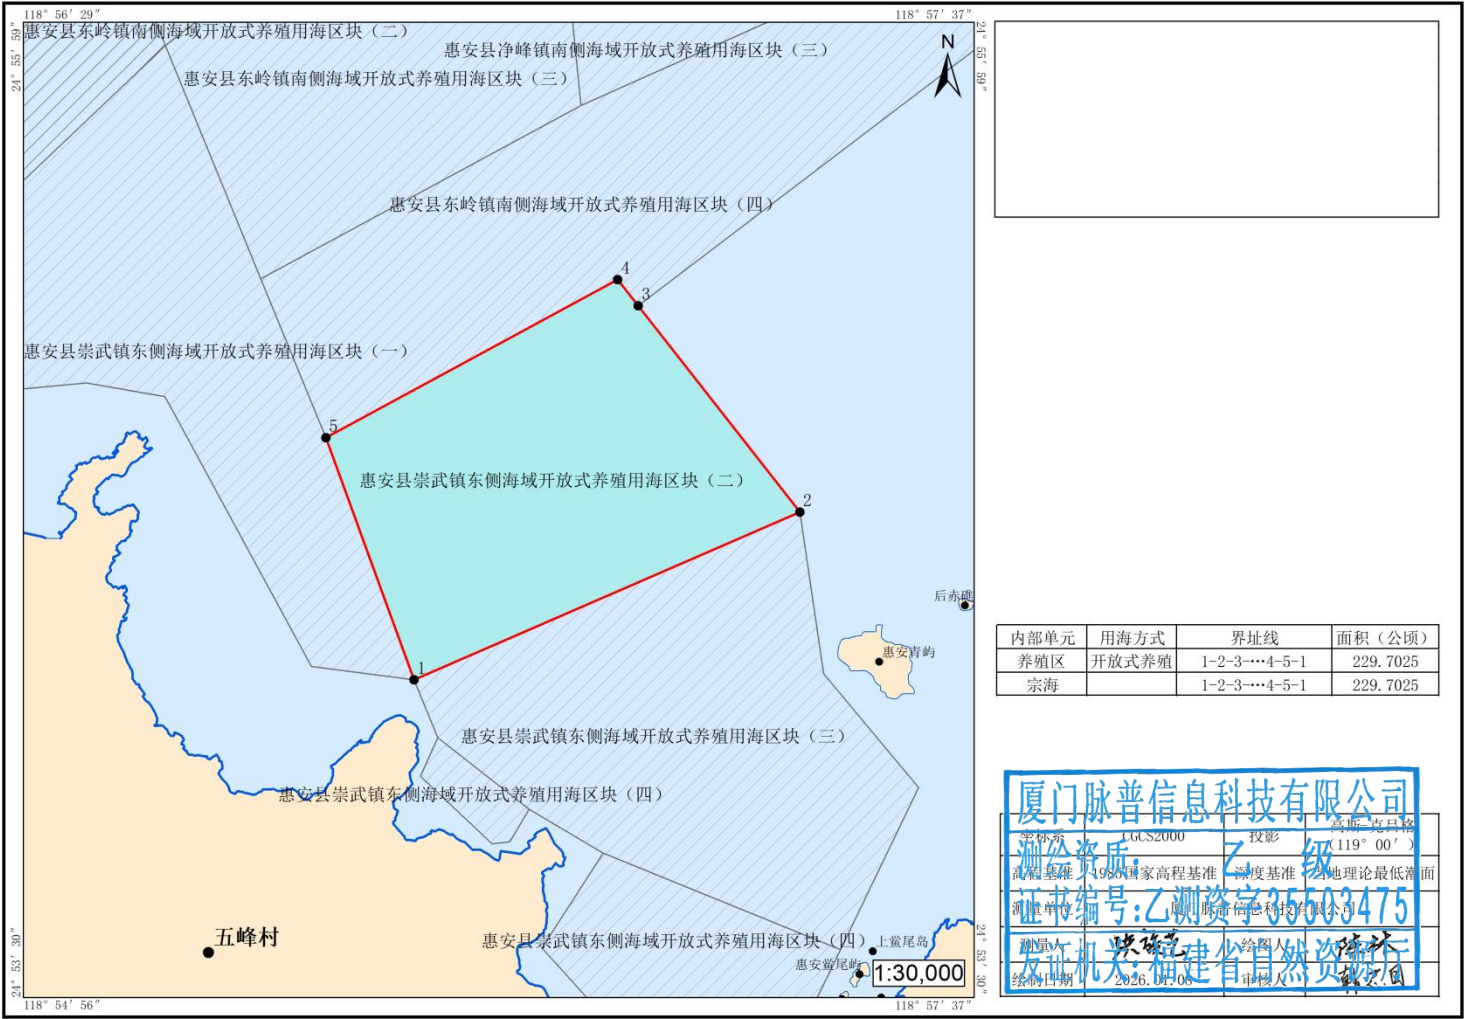 118° 56′ 29″
118° 57′ 37″
24° 55′ 59″
24° 55′ 59″
惠安县东岭镇南侧海域开放式养殖用海区块（二）
惠安县净峰镇南侧海域开放式养殖用海区块（三）
N
惠安县东岭镇南侧海域开放式养殖用海区块（三）
惠安县东岭镇南侧海域开放式养殖用海区块（四）
4
3
惠安县崇武镇东侧海域开放式养殖用海区块（一）
5
惠安县崇武镇东侧海域开放式养殖用海区块（二）
2
后赤礁
惠安青屿
1
惠安县崇武镇东侧海域开放式养殖用海区块（三）
惠安县崇武镇东侧海域开放式养殖用海区块（四）
五峰村
惠安县崇武镇东侧海域开放式养殖用海区块（四）
上鲎尾岛
惠安鲎尾屿
1:30,000
24° 53′ 30″
24° 53′ 30″
118° 54′ 56″
118° 57′ 37″
内部单元 用海方式 界址线 面积（公顷）
养殖区 开放式养殖 1-2-3-…4-5-1 229.7025
宗海 1-2-3-…4-5-1 229.7025
厦门脉普信息科技有限公司
测绘资质：乙 级
证书编号:乙测资字35503475
发证机关:福建省自然资源厅
坐标系 CGCS2000 投影 高斯-克吕格（119° 00′）
高程基准 1985国家高程基准 深度基准 当地理论最低潮面
测量单位 厦门脉普信息科技有限公司
测量人 绘图人
绘制日期 2026.01.08 审核人